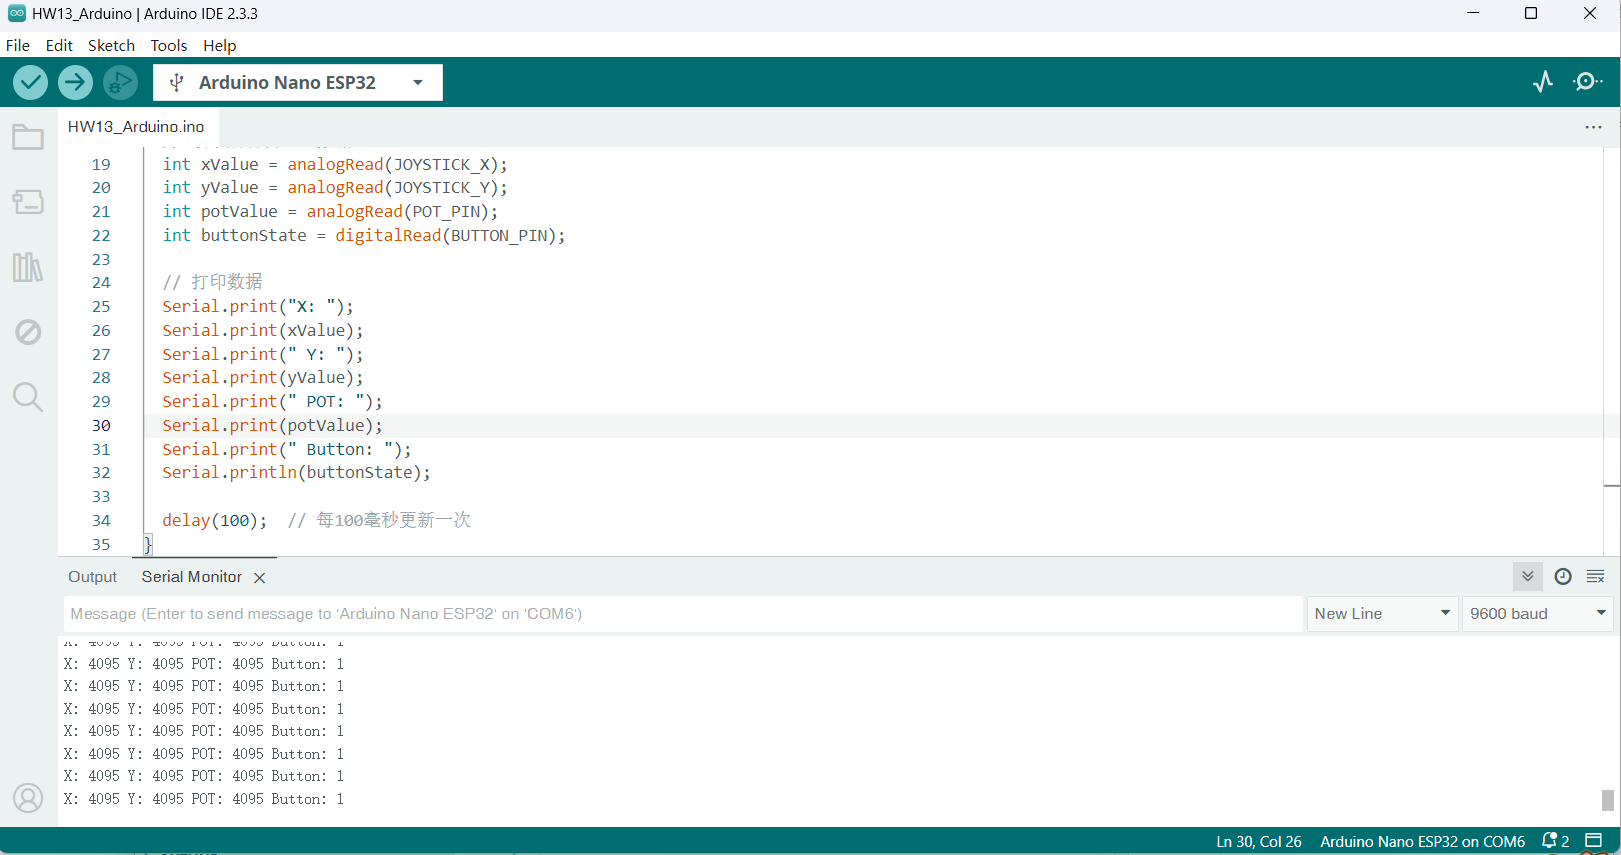 HW13_Arduino | Arduino IDE 2.3.3
File Edit Sketch Tools Help
Arduino Nano ESP32
HW13_Arduino.ino
19 int xValue = analogRead(JOYSTICK_X);
20 int yValue = analogRead(JOYSTICK_Y);
21 int potValue = analogRead(POT_PIN);
22 int buttonState = digitalRead(BUTTON_PIN);
23
24 // 打印数据
25 Serial.print("X: ");
26 Serial.print(xValue);
27 Serial.print(" Y: ");
28 Serial.print(yValue);
29 Serial.print(" POT: ");
30 Serial.print(potValue);
31 Serial.print(" Button: ");
32 Serial.println(buttonState);
33
34 delay(100); // 每100毫秒更新一次
35 }
Output Serial Monitor
Message (Enter to send message to 'Arduino Nano ESP32' on 'COM6')
New Line
9600 baud
X: 4095 Y: 4095 POT: 4095 Button: 1
X: 4095 Y: 4095 POT: 4095 Button: 1
X: 4095 Y: 4095 POT: 4095 Button: 1
X: 4095 Y: 4095 POT: 4095 Button: 1
X: 4095 Y: 4095 POT: 4095 Button: 1
X: 4095 Y: 4095 POT: 4095 Button: 1
X: 4095 Y: 4095 POT: 4095 Button: 1
X: 4095 Y: 4095 POT: 4095 Button: 1
Ln 30, Col 26 Arduino Nano ESP32 on COM6 2